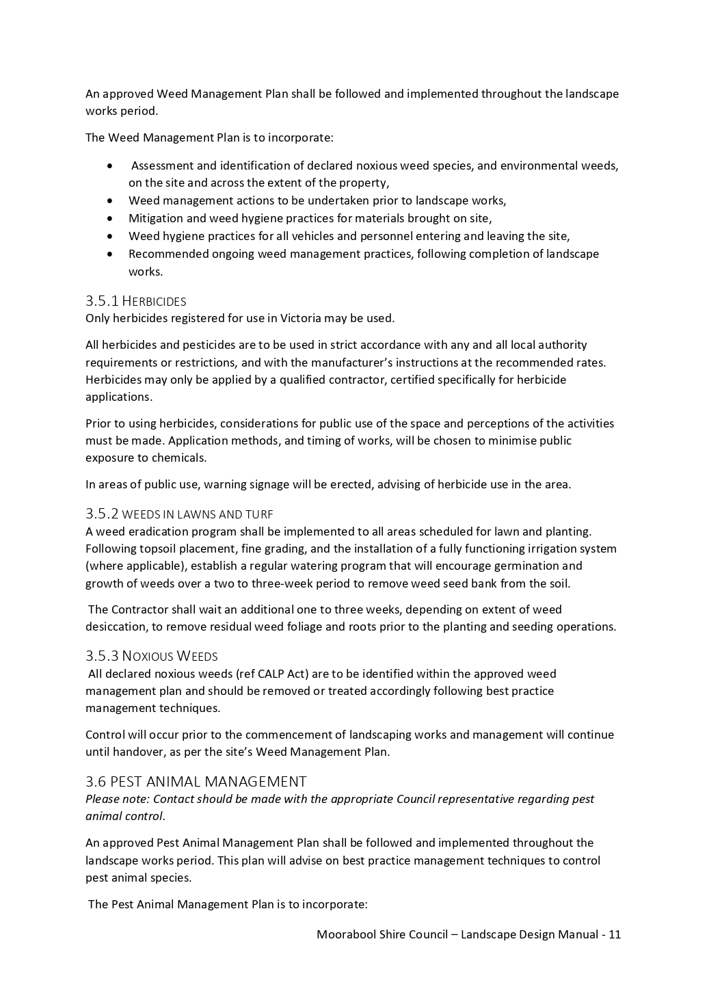 An approved Weed Management Plan shall be followed and implemented throughout the landscape
works period.
The Weed Management Plan is to incorporate:
• Assessment and identification of declared noxious weed species, and environmental weeds,
on the site and across the extent of the property,
• Weed management actions to be undertaken prior to landscape works,
• Mitigation and weed hygiene practices for materials brought on site,
• Weed hygiene practices for all vehicles and personnel entering and leaving the site,
• Recommended ongoing weed management practices, following completion of landscape
works.
3.5.1 HERBICIDES
Only herbicides registered for use in Victoria may be used.
All herbicides and pesticides are to be used in strict accordance with any and all local authority
requirements or restrictions, and with the manufacturer’s instructions at the recommended rates.
Herbicides may only be applied by a qualified contractor, certified specifically for herbicide
applications.
Prior to using herbicides, considerations for public use of the space and perceptions of the activities
must be made. Application methods, and timing of works, will be chosen to minimise public
exposure to chemicals.
In areas of public use, warning signage will be erected, advising of herbicide use in the area.
3.5.2 WEEDS IN LAWNS AND TURF
A weed eradication program shall be implemented to all areas scheduled for lawn and planting.
Following topsoil placement, fine grading, and the installation of a fully functioning irrigation system
(where applicable), establish a regular watering program that will encourage germination and
growth of weeds over a two to three-week period to remove weed seed bank from the soil.
The Contractor shall wait an additional one to three weeks, depending on extent of weed
desiccation, to remove residual weed foliage and roots prior to the planting and seeding operations.
3.5.3 NOXIOUS WEEDS
All declared noxious weeds (ref CALP Act) are to be identified within the approved weed
management plan and should be removed or treated accordingly following best practice
management techniques.
Control will occur prior to the commencement of landscaping works and management will continue
until handover, as per the site’s Weed Management Plan.
3.6 PEST ANIMAL MANAGEMENT
Please note: Contact should be made with the appropriate Council representative regarding pest
animal control.
An approved Pest Animal Management Plan shall be followed and implemented throughout the
landscape works period. This plan will advise on best practice management techniques to control
pest animal species.
The Pest Animal Management Plan is to incorporate:
Moorabool Shire Council – Landscape Design Manual - 11